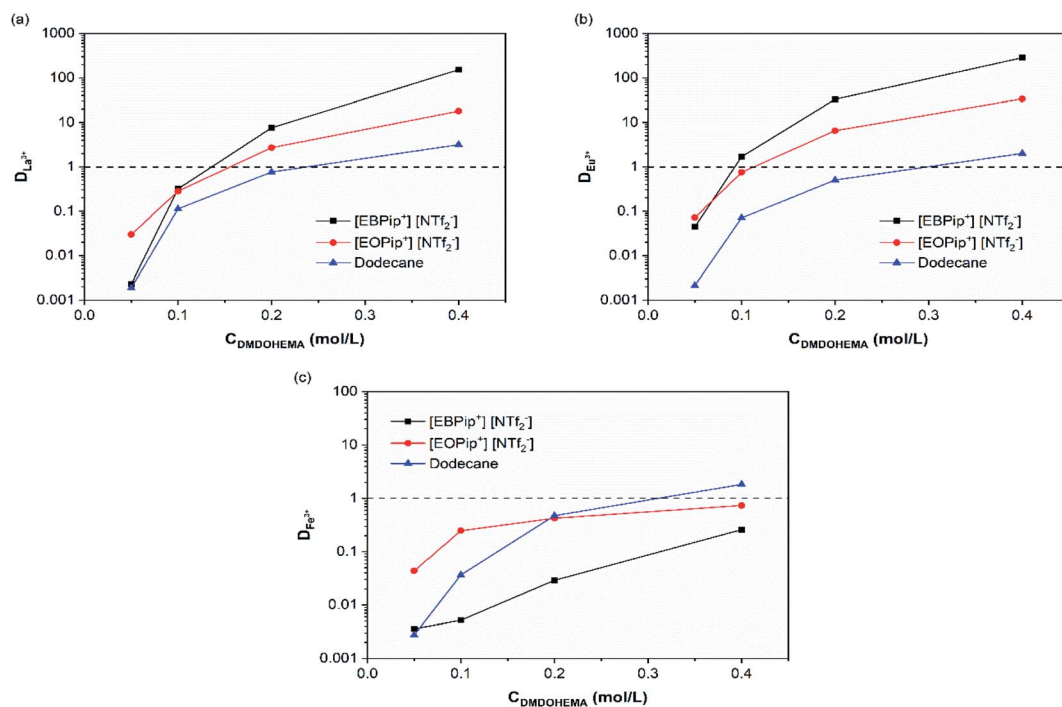 (a)
1000
100
10
1
0.1
0.01
0.001
D_La³⁺
[EBPip⁺] [NTf₂⁻]
[EOPip⁺] [NTf₂⁻]
Dodecane
0.0 0.1 0.2 0.3 0.4
C_DMDOHEMA (mol/L)
(b)
1000
100
10
1
0.1
0.01
0.001
D_Eu³⁺
[EBPip⁺] [NTf₂⁻]
[EOPip⁺] [NTf₂⁻]
Dodecane
0.0 0.1 0.2 0.3 0.4
C_DMDOHEMA (mol/L)
(c)
100
10
1
0.1
0.01
0.001
D_Fe³⁺
[EBPip⁺] [NTf₂⁻]
[EOPip⁺] [NTf₂⁻]
Dodecane
0.0 0.1 0.2 0.3 0.4
C_DMDOHEMA (mol/L)